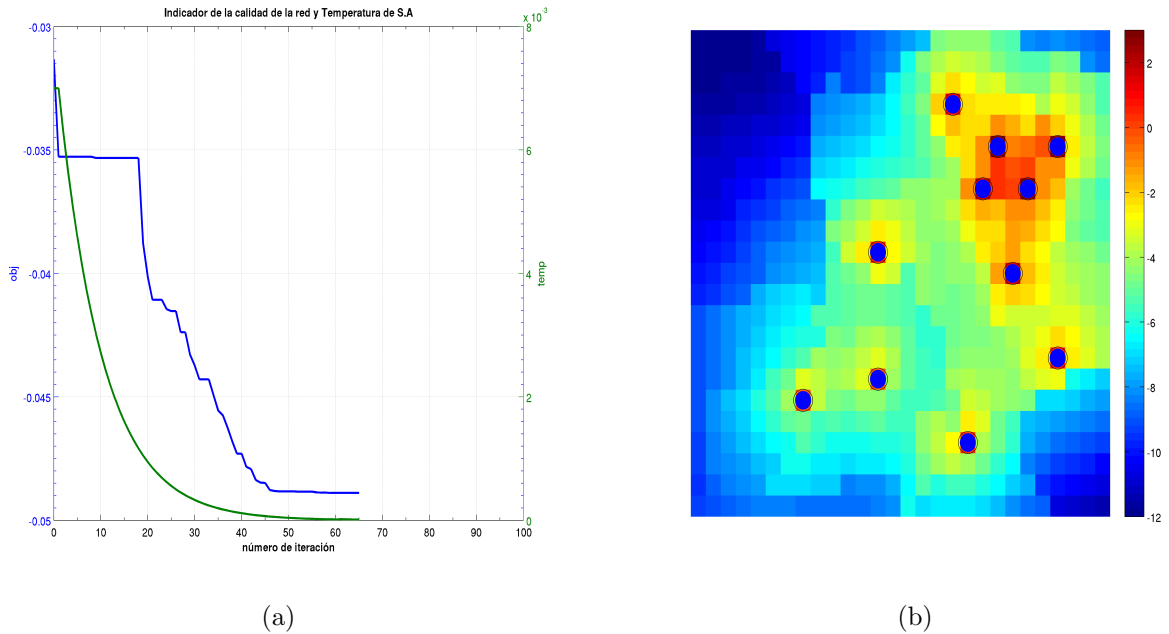 Indicador de la calidad de la red y Temperatura de S.A
x 10⁻³
-0.03
-0.035
-0.04
-0.045
-0.05
obj
8
6
4
2
0
temp
0 10 20 30 40 50 60 70 80 90 100
número de iteración
(a)
2
0
-2
-4
-6
-8
-10
-12
(b)